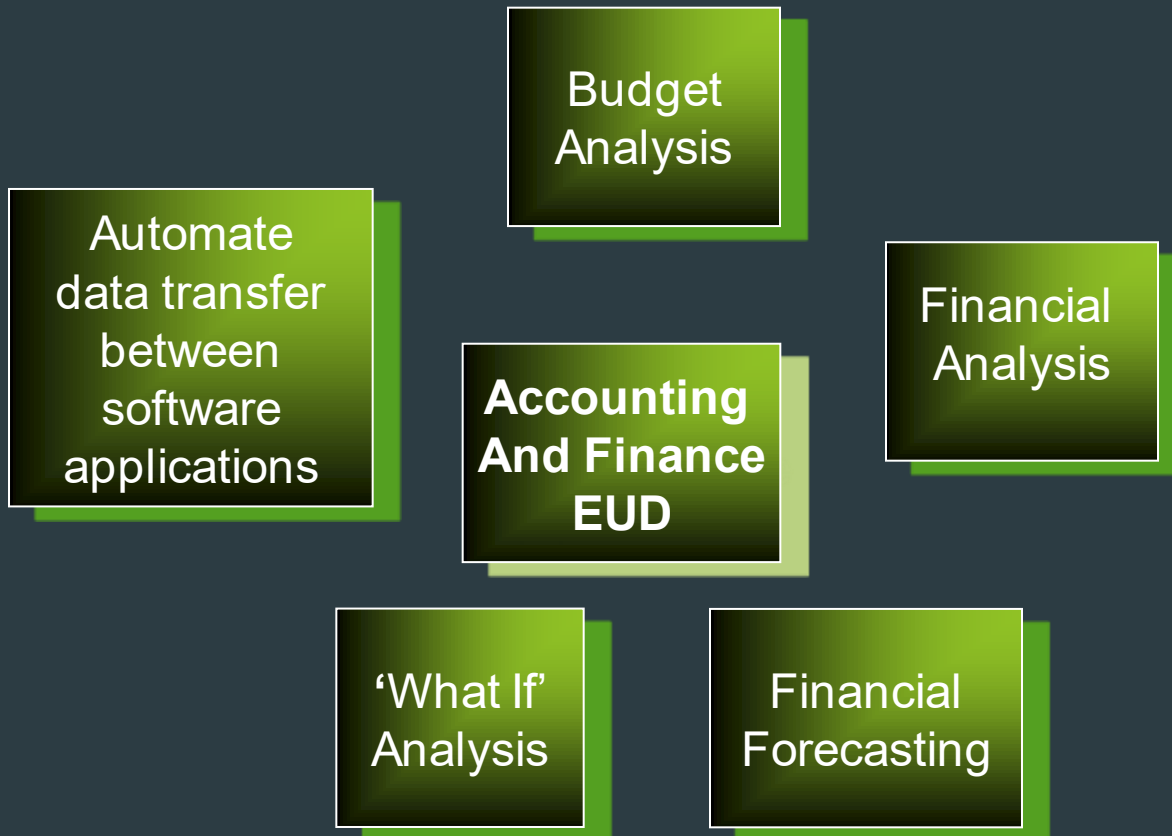 Budget
Analysis
Automate
data transfer
between
software
applications
Financial
Analysis
Accounting
And Finance
EUD
‘What If’
Analysis
Financial
Forecasting